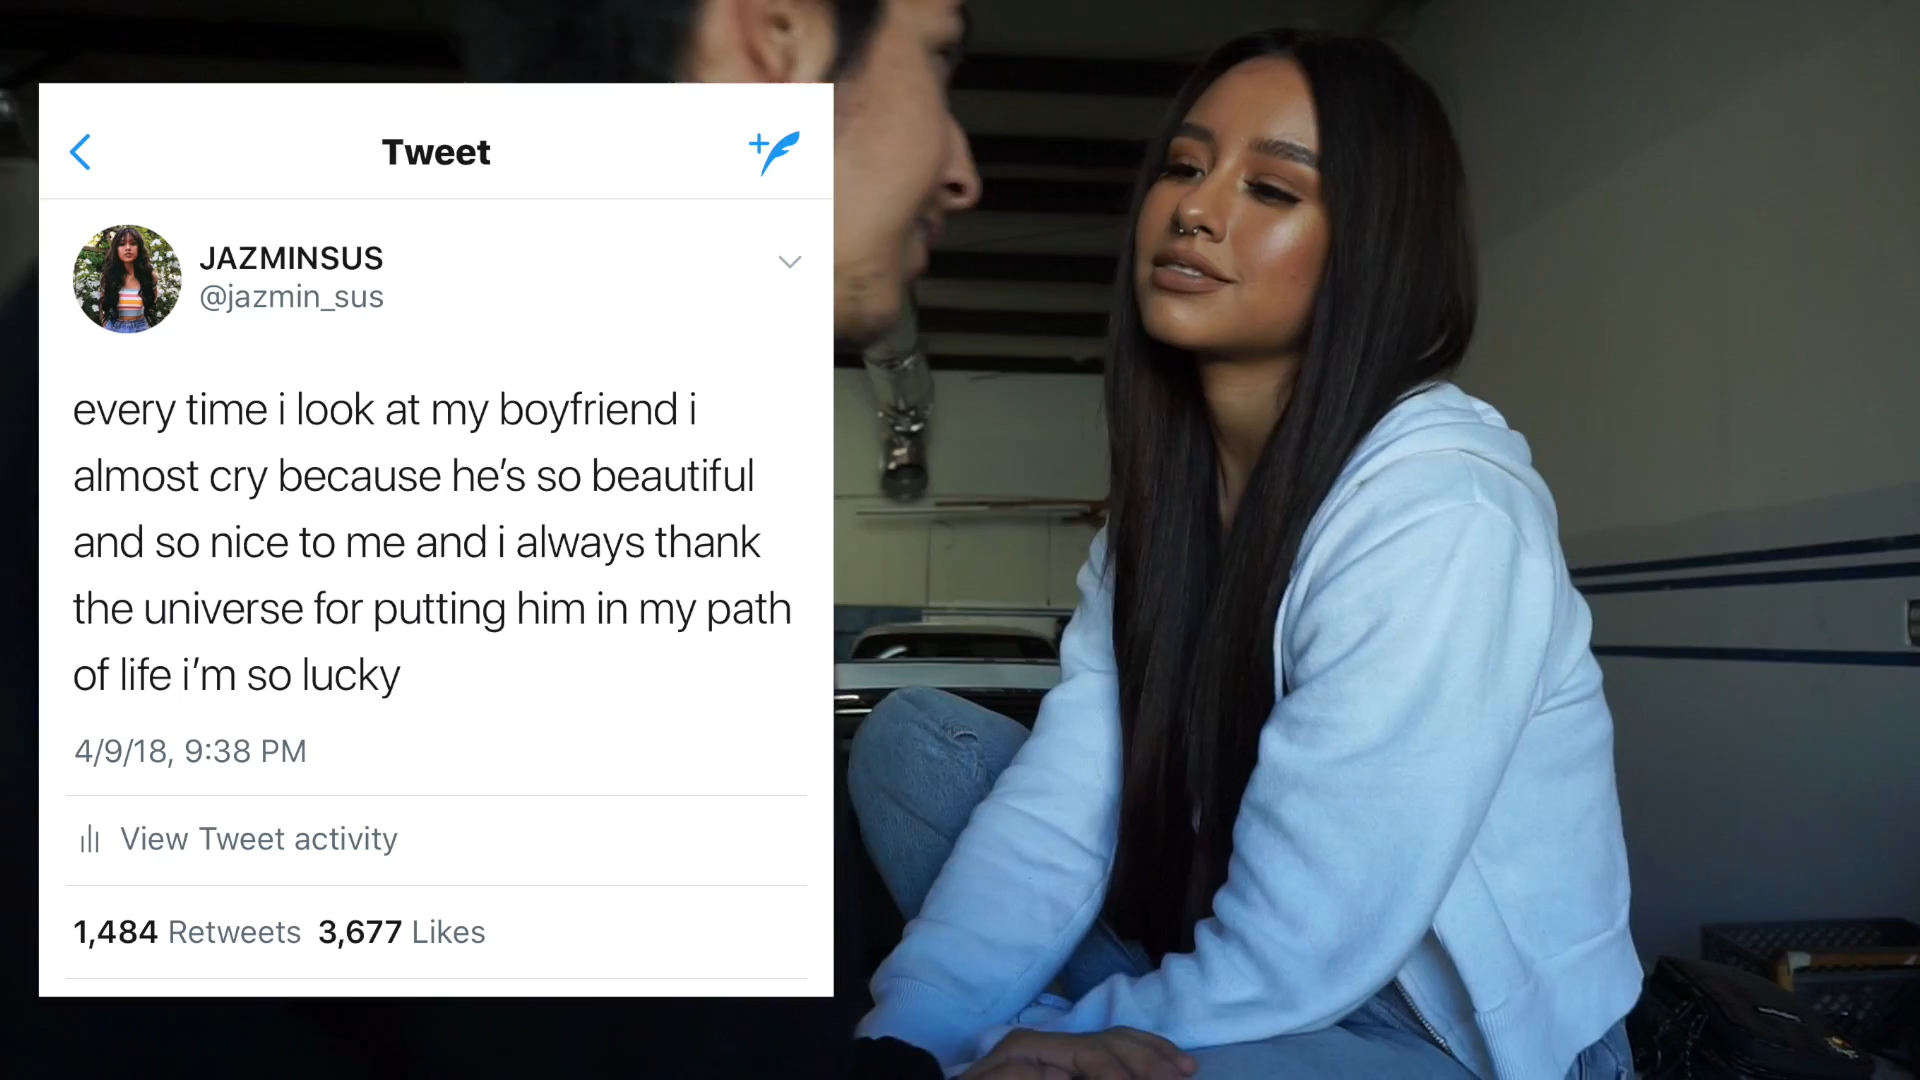 Tweet
JAZMINSUS
@jazmin_sus
every time i look at my boyfriend i
almost cry because he's so beautiful
and so nice to me and i always thank
the universe for putting him in my path
of life i'm so lucky
4/9/18, 9:38 PM
View Tweet activity
1,484 Retweets 3,677 Likes